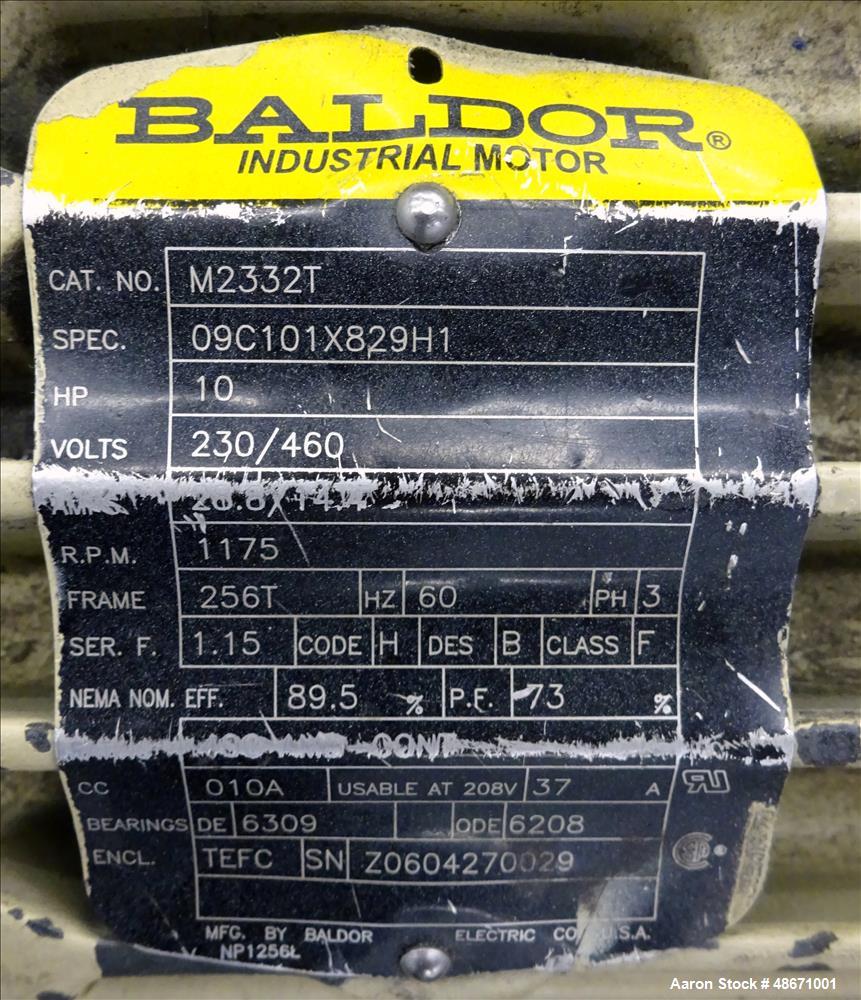 BALDOR®
INDUSTRIAL MOTOR
CAT. NO. M2332T
SPEC. 09C101X829H1
HP 10
VOLTS 230/460
R.P.M. 1175
FRAME 256T HZ 60 PH 3
SER. F. 1.15 CODE H DES B CLASS F
NEMA NOM. EFF. 89.5 % P.F. 73 %
CONT
CC 010A USABLE AT 208V 37 A
BEARINGS DE 6309 ODE 6208
ENCL. TEFC SN Z0604270029
MFG. BY BALDOR ELECTRIC CO. U.S.A.
NP1256L
Aaron Stock # 48671001